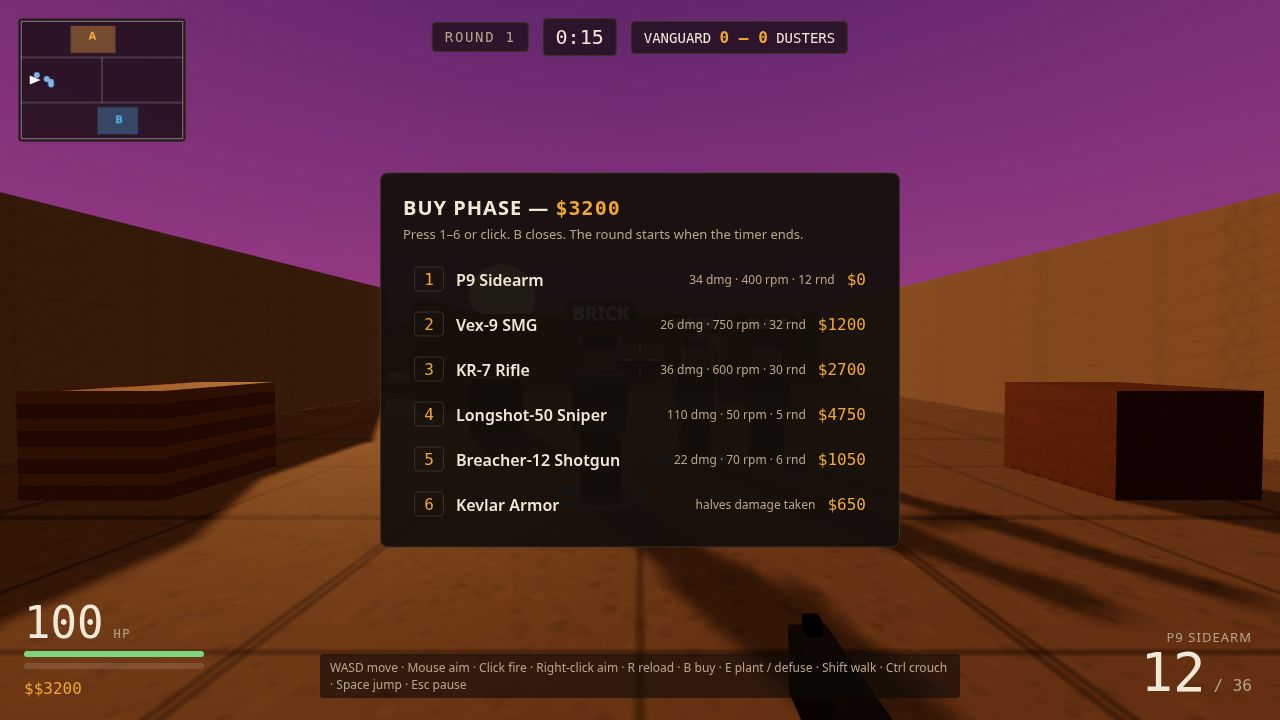 A
B
ROUND 1
0:15
VANGUARD 0 — 0 DUSTERS
BUY PHASE — $3200
Press 1–6 or click. B closes. The round starts when the timer ends.
1 P9 Sidearm 34 dmg · 400 rpm · 12 rnd $0
BRICK
2 Vex-9 SMG 26 dmg · 750 rpm · 32 rnd $1200
3 KR-7 Rifle 36 dmg · 600 rpm · 30 rnd $2700
4 Longshot-50 Sniper 110 dmg · 50 rpm · 5 rnd $4750
5 Breacher-12 Shotgun 22 dmg · 70 rpm · 6 rnd $1050
6 Kevlar Armor halves damage taken $650
100 HP
$$3200
WASD move · Mouse aim · Click fire · Right-click aim · R reload · B buy · E plant / defuse · Shift walk · Ctrl crouch
· Space jump · Esc pause
P9 SIDEARM
12 / 36